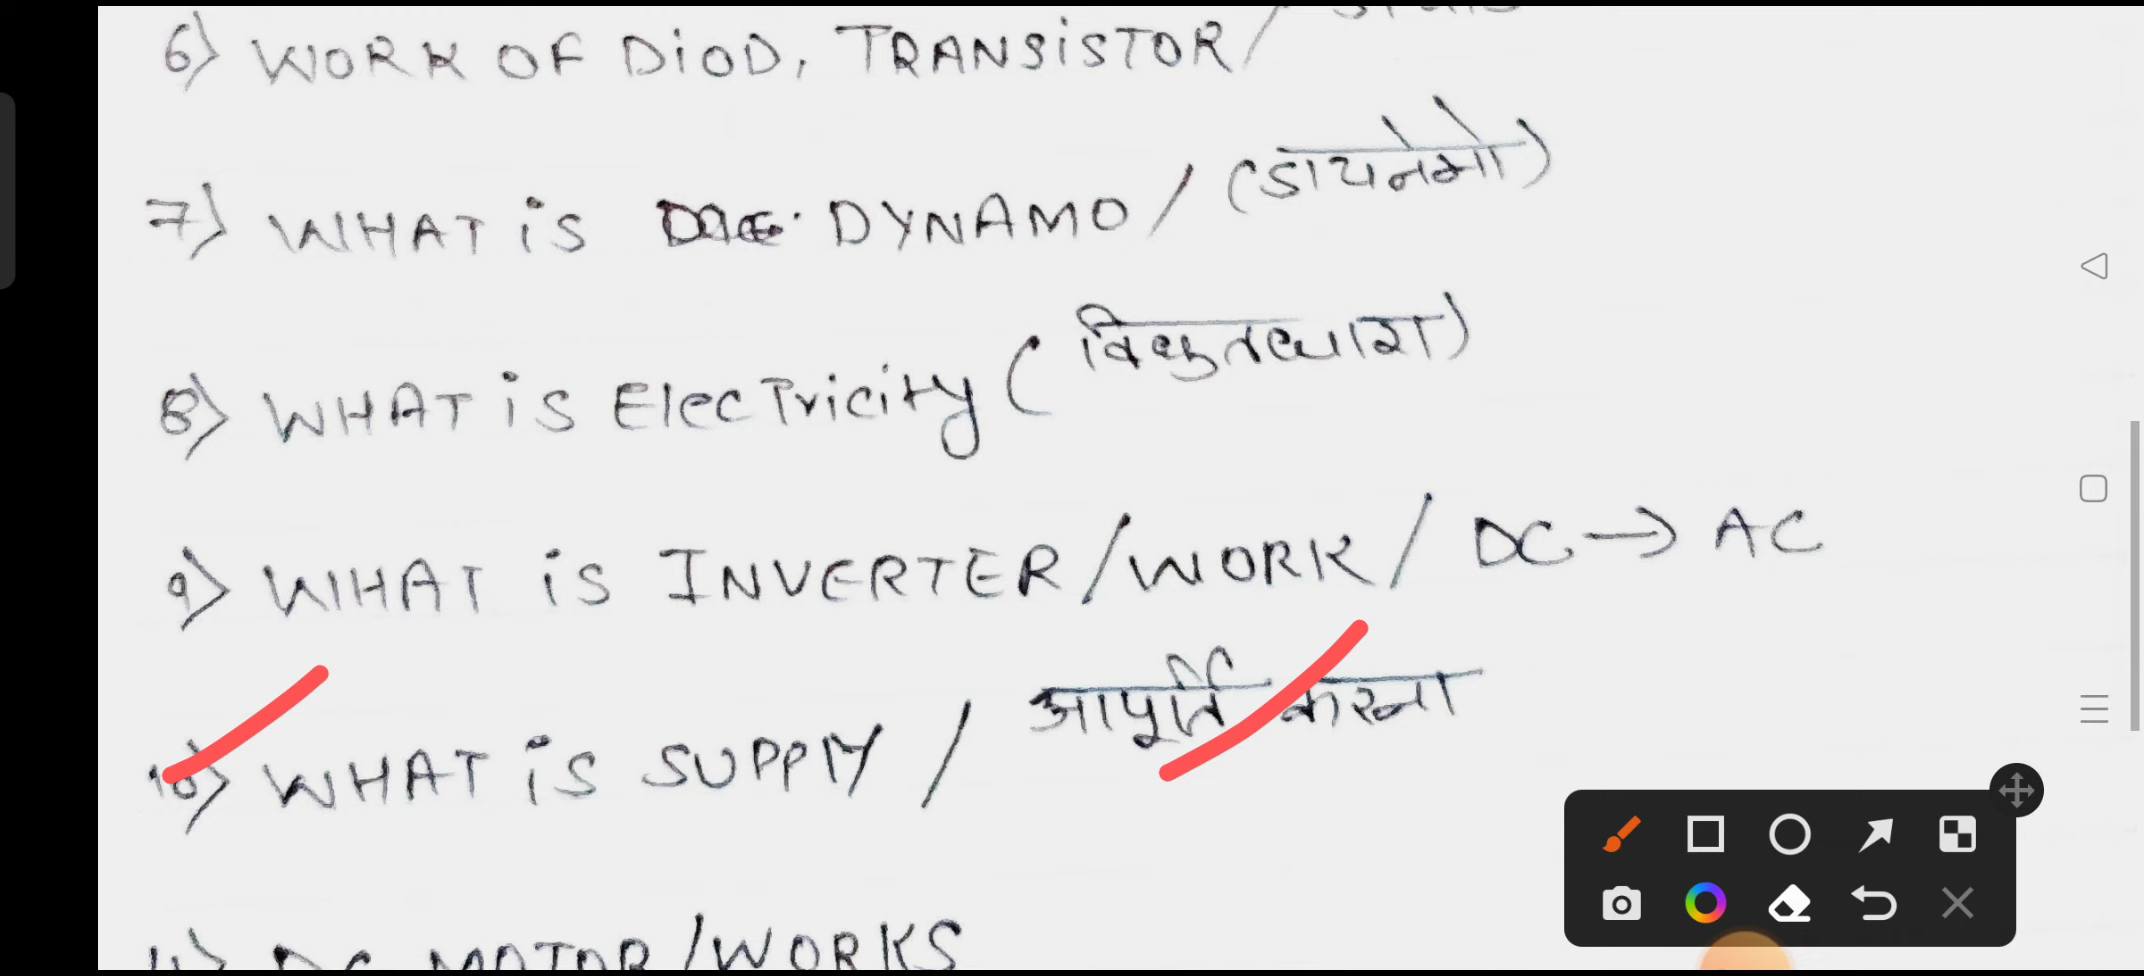 6) WORK OF DiOD, TRANSiSTOR/
7) WHAT iS DYNAMO / (डायनेमो)
8) WHAT iS ElecTricity (विद्युतधारा)
9) WHAT iS INVERTER/WORK/ DC → AC
10) WHAT iS SUPPlY / आपूर्ति करना
11) DC MOTOR/WORKS